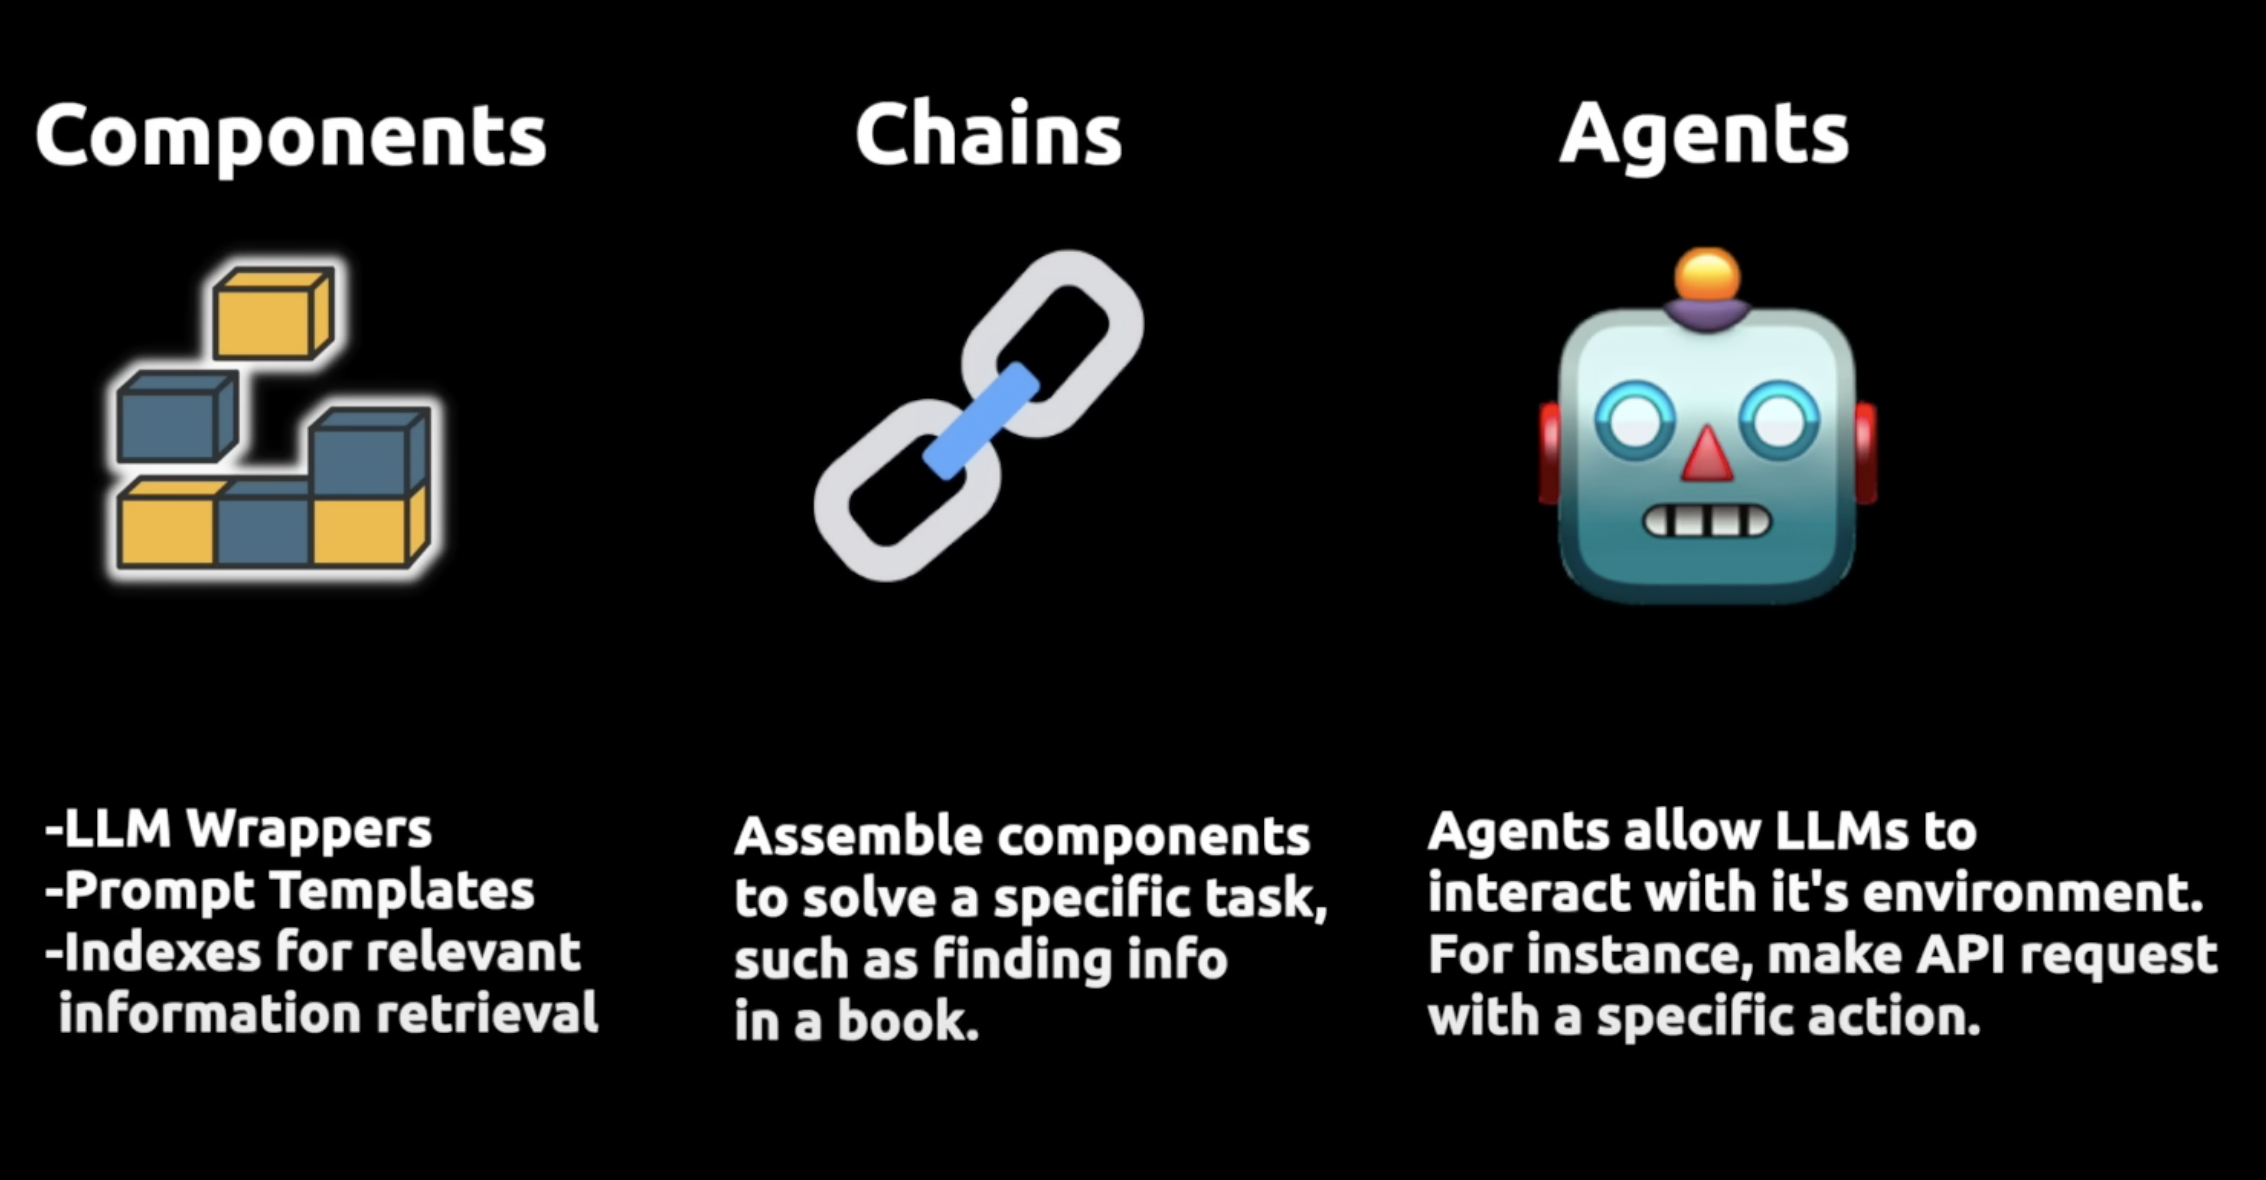 Components
-LLM Wrappers
-Prompt Templates
-Indexes for relevant
information retrieval
Chains
Assemble components
to solve a specific task,
such as finding info
in a book.
Agents
Agents allow LLMs to
interact with it's environment.
For instance, make API request
with a specific action.